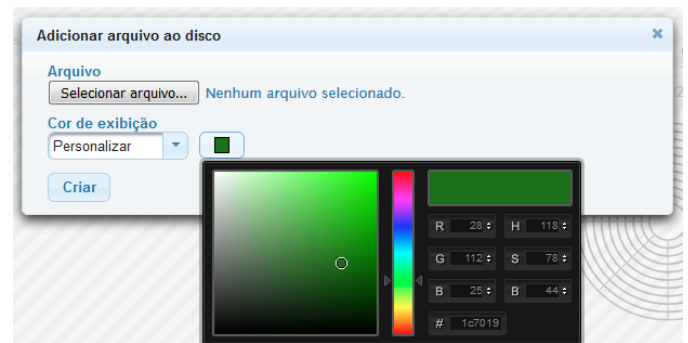 Adicionar arquivo ao disco
Arquivo
Selecionar arquivo... Nenhum arquivo selecionado.
Cor de exibição
Personalizar
Criar
R 28 H 118
G 112 S 78
B 25 B 44
# 1c7019